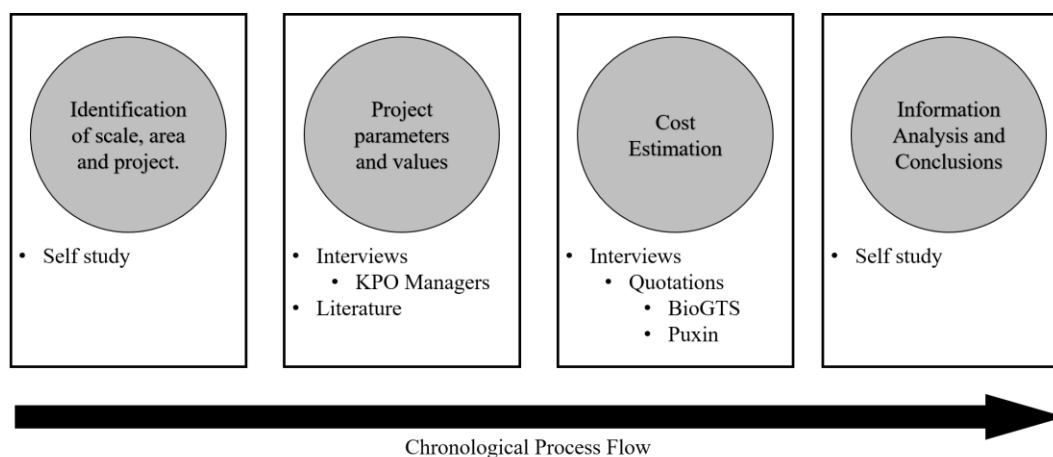 Identification
of scale, area
and project.
• Self study
Project
parameters
and values
• Interviews
• KPO Managers
• Literature
Cost
Estimation
• Interviews
• Quotations
• BioGTS
• Puxin
Information
Analysis and
Conclusions
• Self study
Chronological Process Flow